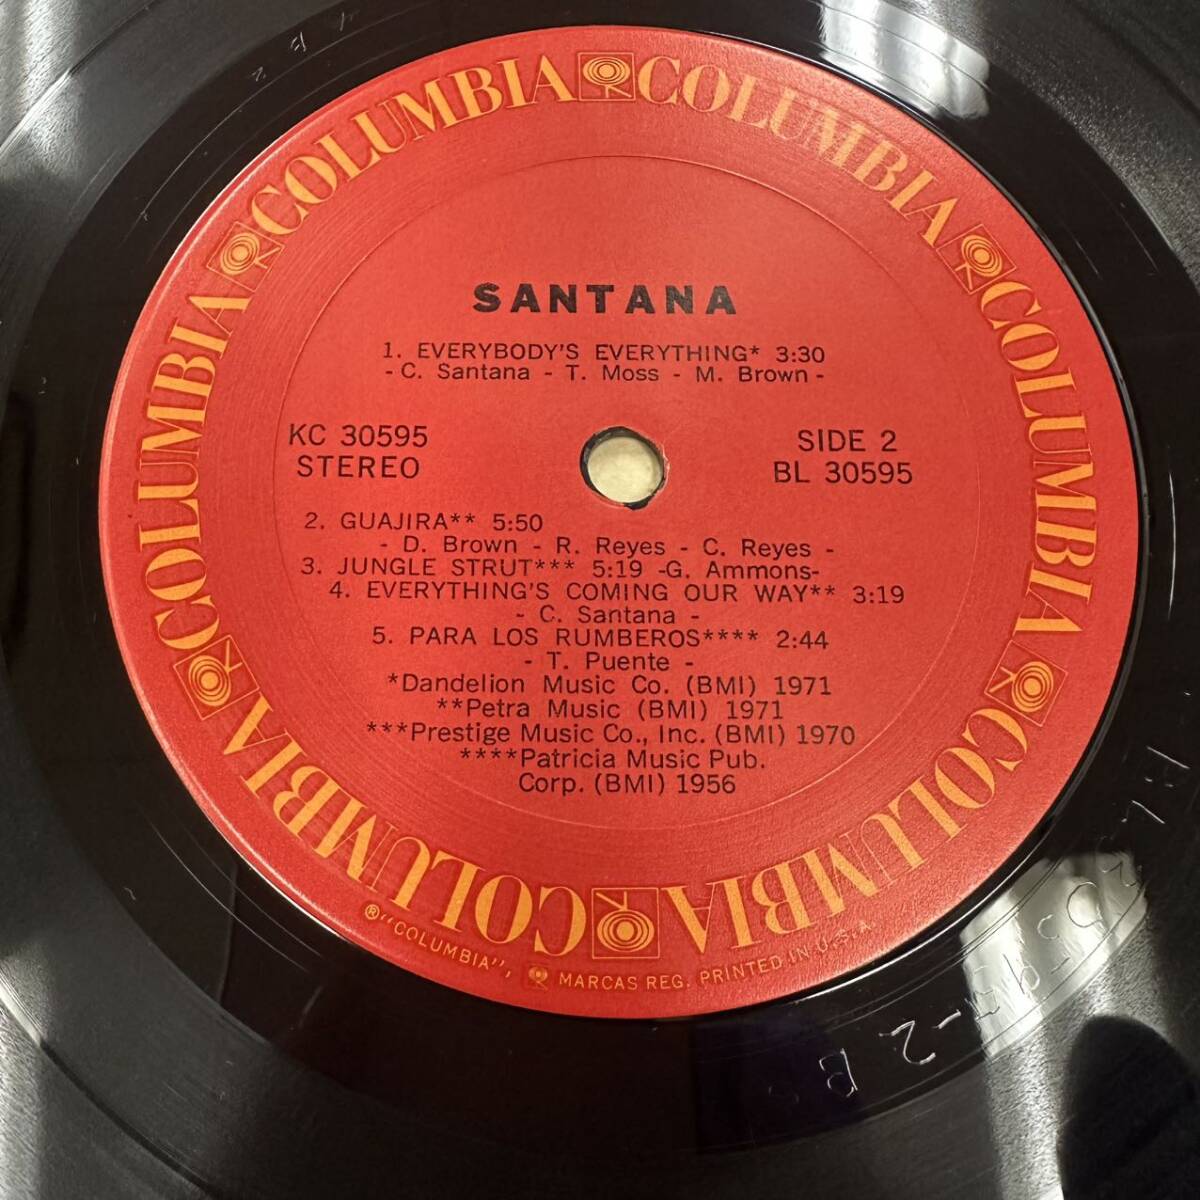 COLUMBIA COLUMBIA COLUMBIA COLUMBIA COLUMBIA COLUMBIA
SANTANA
1. EVERYBODY'S EVERYTHING* 3:30
- C. Santana - T. Moss - M. Brown -
KC 30595
STEREO
SIDE 2
BL 30595
2. GUAJIRA** 5:50
- D. Brown - R. Reyes - C. Reyes -
3. JUNGLE STRUT*** 5:19 -G. Ammons-
4. EVERYTHING'S COMING OUR WAY** 3:19
- C. Santana -
5. PARA LOS RUMBEROS**** 2:44
- T. Puente -
*Dandelion Music Co. (BMI) 1971
**Petra Music (BMI) 1971
***Prestige Music Co., Inc. (BMI) 1970
****Patricia Music Pub.
Corp. (BMI) 1956
® "COLUMBIA", MARCAS REG. PRINTED IN U.S.A.